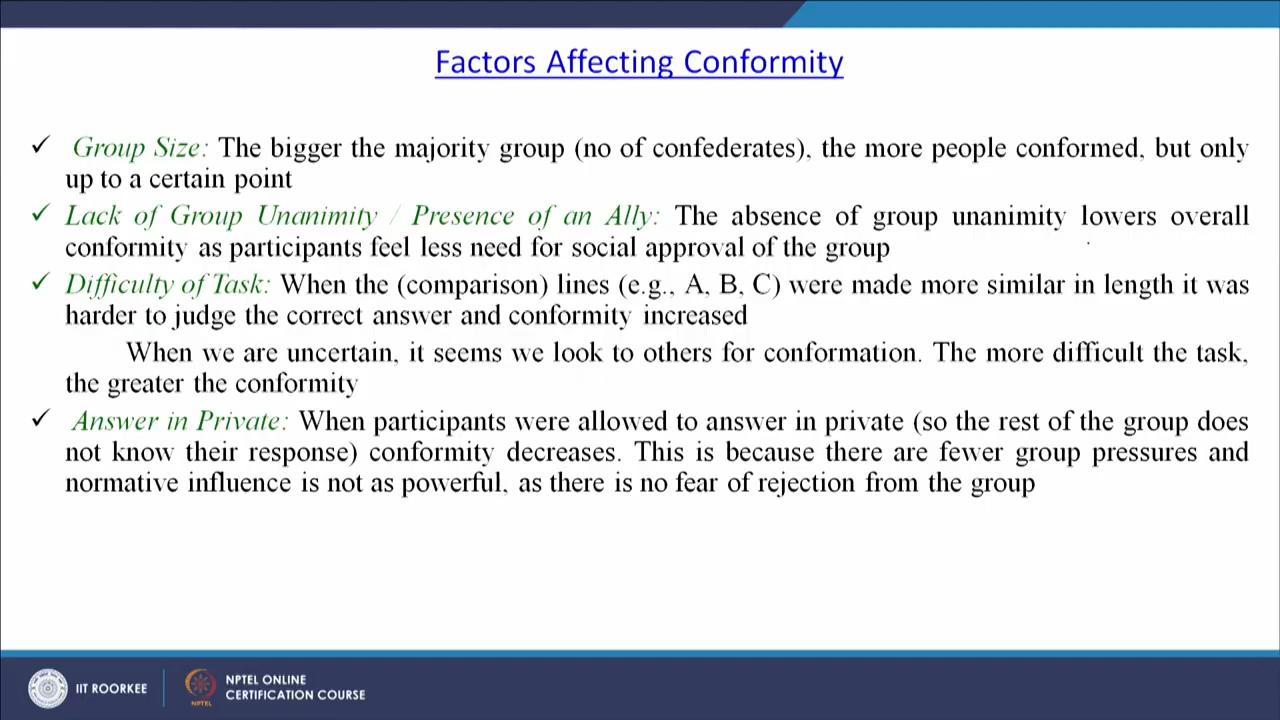 Factors Affecting Conformity
✓ Group Size: The bigger the majority group (no of confederates), the more people conformed, but only
up to a certain point
✓ Lack of Group Unanimity / Presence of an Ally: The absence of group unanimity lowers overall
conformity as participants feel less need for social approval of the group
✓ Difficulty of Task: When the (comparison) lines (e.g., A, B, C) were made more similar in length it was
harder to judge the correct answer and conformity increased
When we are uncertain, it seems we look to others for conformation. The more difficult the task,
the greater the conformity
✓ Answer in Private: When participants were allowed to answer in private (so the rest of the group does
not know their response) conformity decreases. This is because there are fewer group pressures and
normative influence is not as powerful, as there is no fear of rejection from the group
IIT ROORKEE
NPTEL
NPTEL ONLINE
CERTIFICATION COURSE